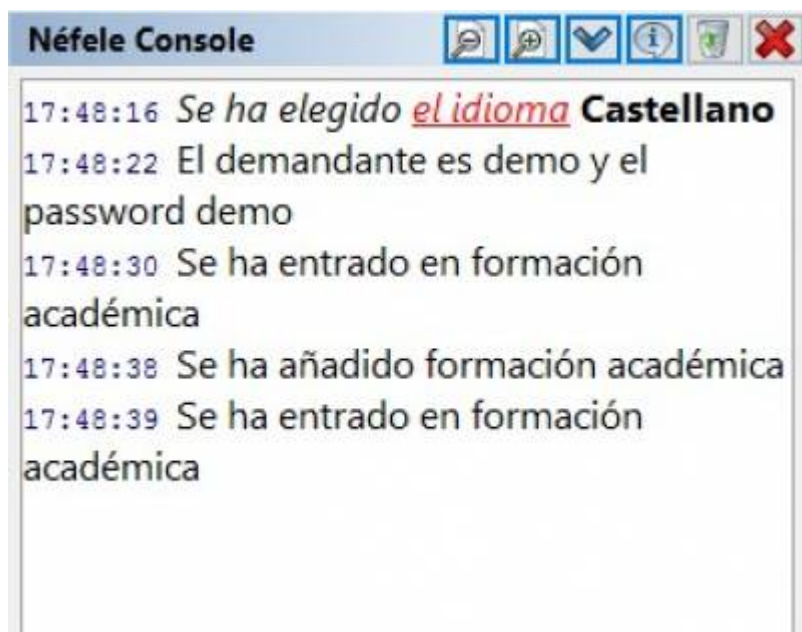 Néfele Console
17:48:16 Se ha elegido el idioma Castellano
17:48:22 El demandante es demo y el
password demo
17:48:30 Se ha entrado en formación
académica
17:48:38 Se ha añadido formación académica
17:48:39 Se ha entrado en formación
académica